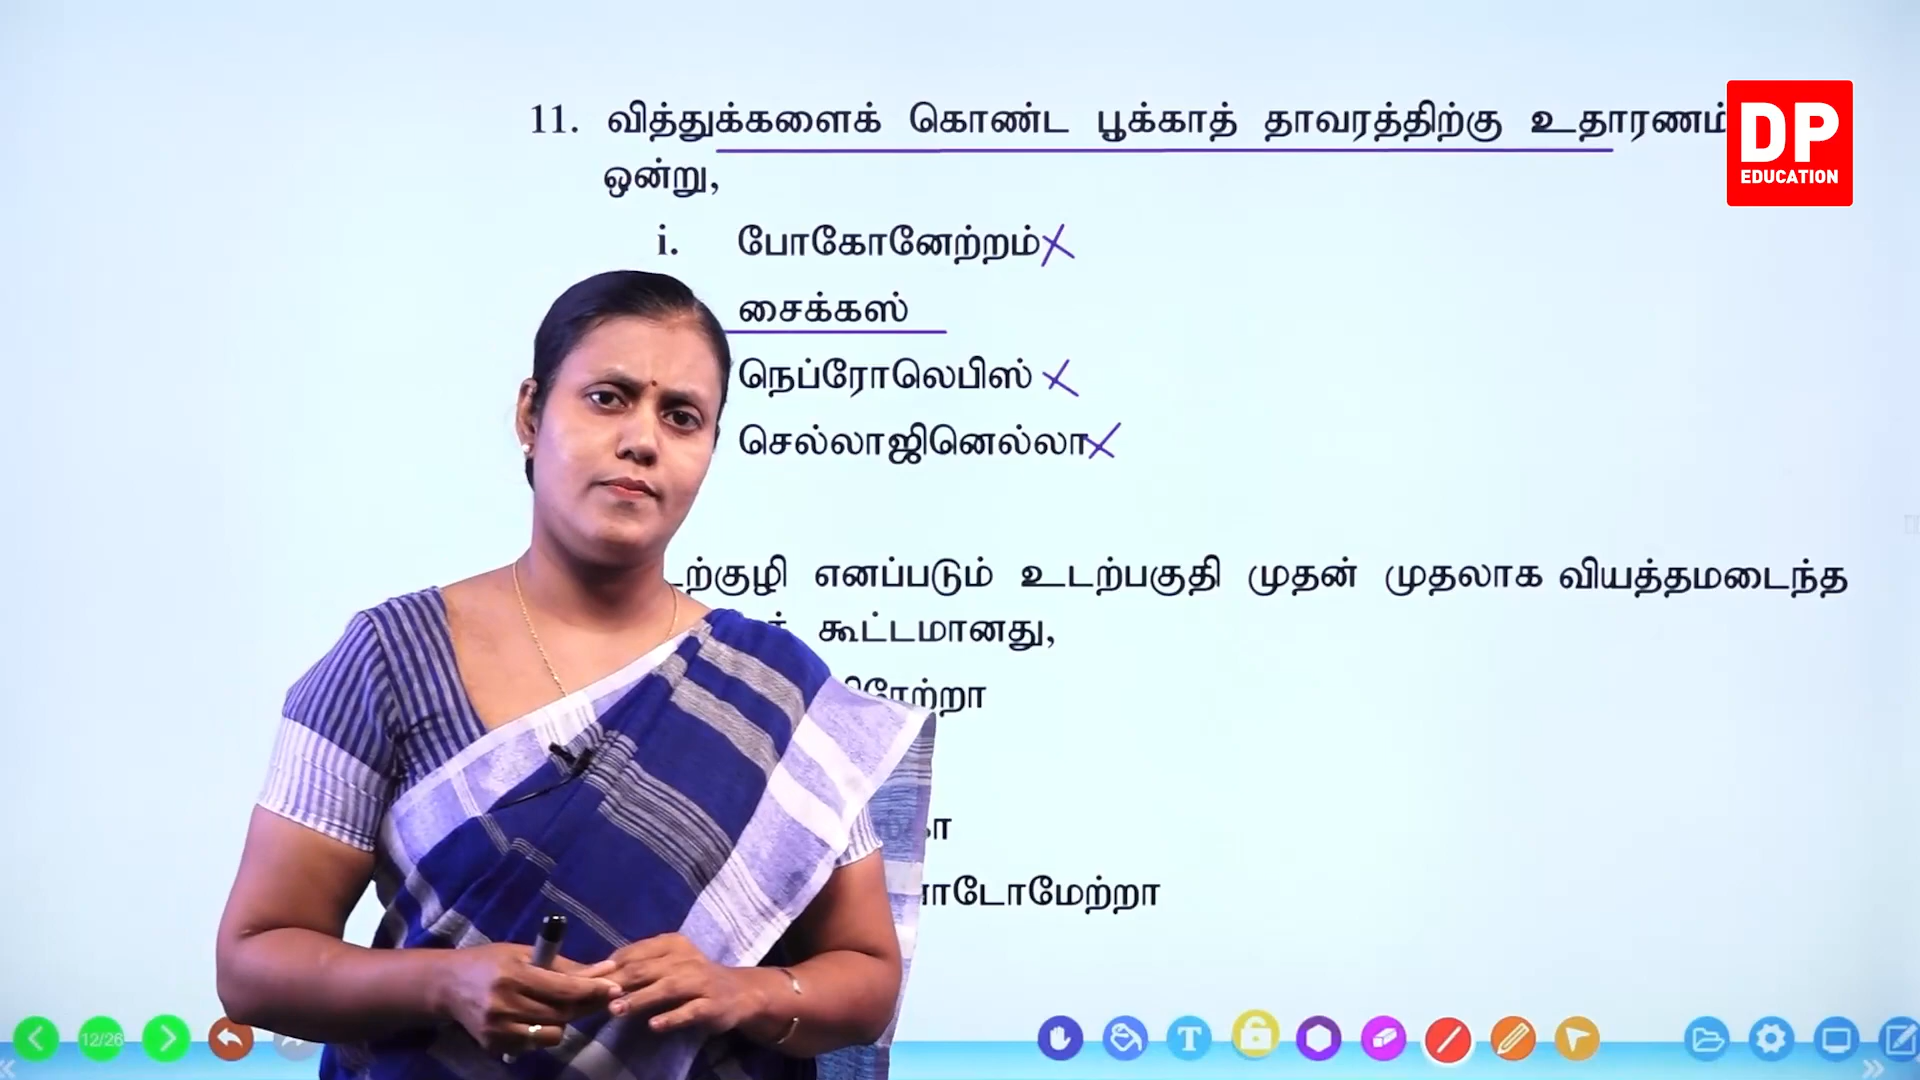 11. வித்துக்களைக் கொண்ட பூக்காத் தாவரத்திற்கு உதாரணம்
ஒன்று,
DP
EDUCATION
i. போகோனேற்றம்
சைக்கஸ்
நெப்ரோலெபிஸ்
செல்லாஜினெல்லா
எனப்படும் உடற்பகுதி முதன் முதலாக வியத்தமடைந்த
கூட்டமானது,
12/26
T